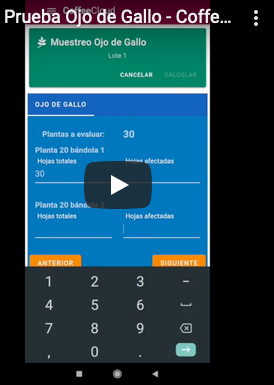 Prueba Ojo de Gallo - Coffe...
CoffeeCloud
Muestreo Ojo de Gallo
Lote 1
CANCELAR CALCULAR
OJO DE GALLO
Plantas a evaluar: 30
Planta 20 bándola 1
Hojas totales Hojas afectadas
30
Planta 20 bándola 2
Hojas totales Hojas afectadas
ANTERIOR SIGUIENTE
1 2 3 -
4 5 6
7 8 9
, 0 .